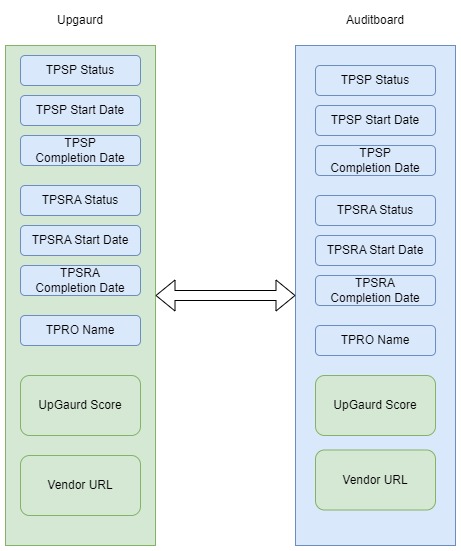 Upgaurd
TPSP Status
TPSP Start Date
TPSP
Completion Date
TPSRA Status
TPSRA Start Date
TPSRA
Completion Date
TPRO Name
UpGaurd Score
Vendor URL
Auditboard
TPSP Status
TPSP Start Date
TPSP
Completion Date
TPSRA Status
TPSRA Start Date
TPSRA
Completion Date
TPRO Name
UpGaurd Score
Vendor URL